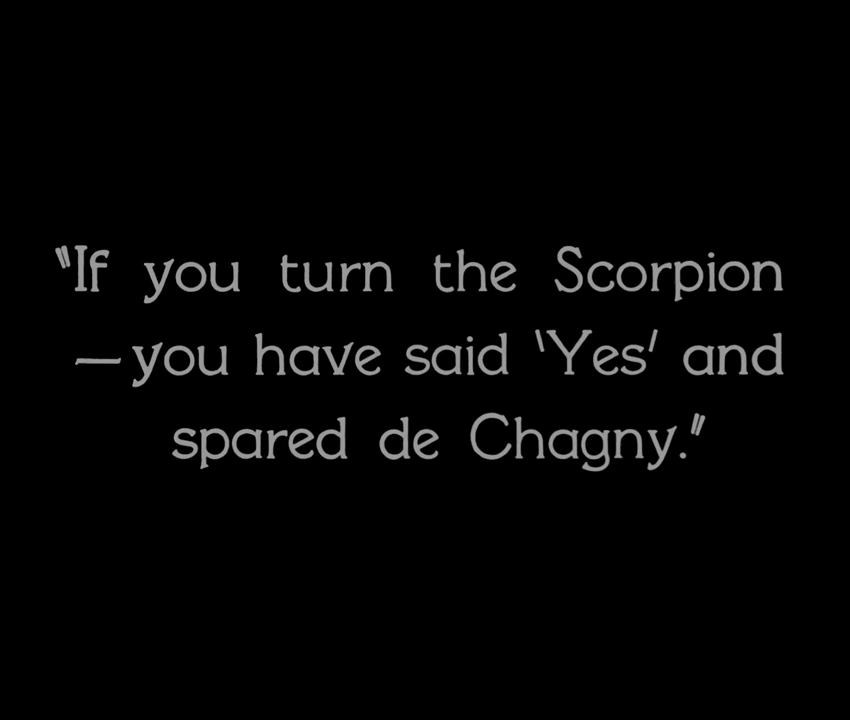 "If you turn the Scorpion
—you have said 'Yes' and
spared de Chagny."